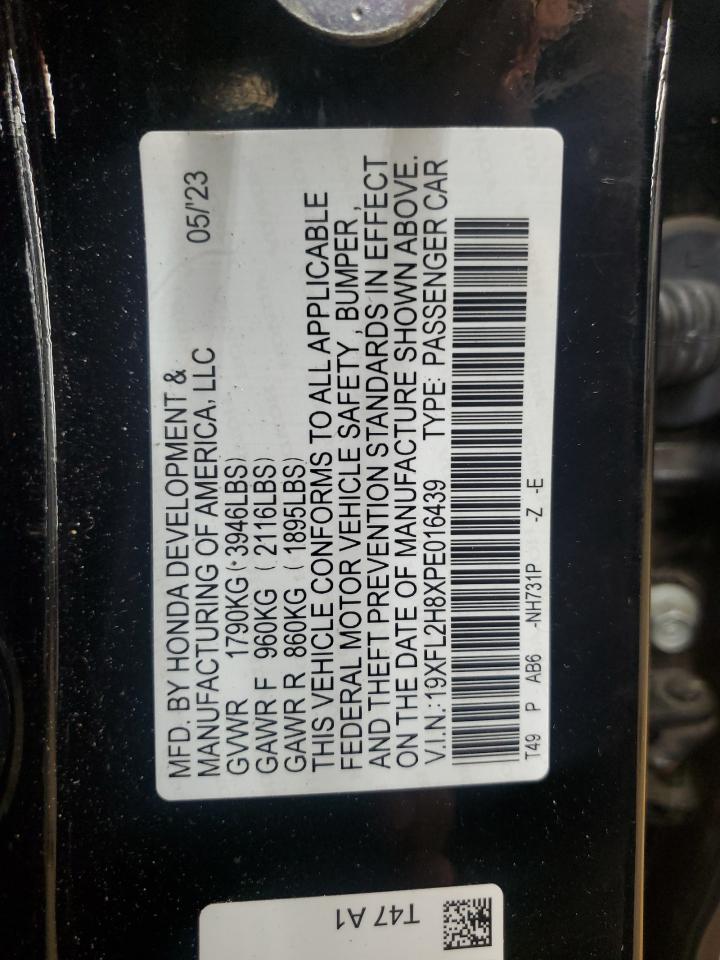 MFD. BY HONDA DEVELOPMENT &
MANUFACTURING OF AMERICA, LLC 05/'23
GVWR 1790KG (3946LBS)
GAWR F 960KG (2116LBS)
GAWR R 860KG (1895LBS)
THIS VEHICLE CONFORMS TO ALL APPLICABLE
FEDERAL MOTOR VEHICLE SAFETY , BUMPER ,
AND THEFT PREVENTION STANDARDS IN EFFECT
ON THE DATE OF MANUFACTURE SHOWN ABOVE.
V.I.N.:19XFL2H8XPE016439 TYPE: PASSENGER CAR
T49 P AB6 -NH731P -Z -E
T47 A1